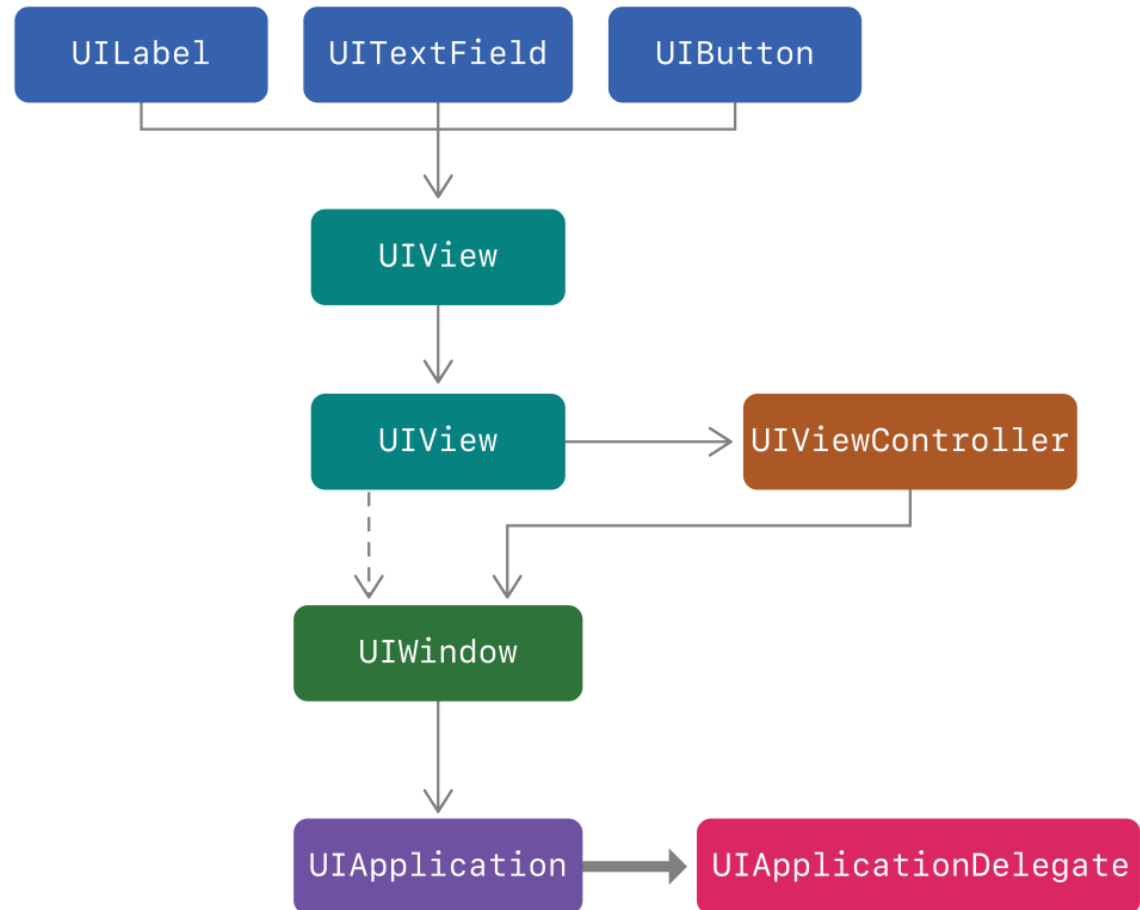 UILabel
UITextField
UIButton
UIView
UIView
UIViewController
UIWindow
UIApplication
UIApplicationDelegate